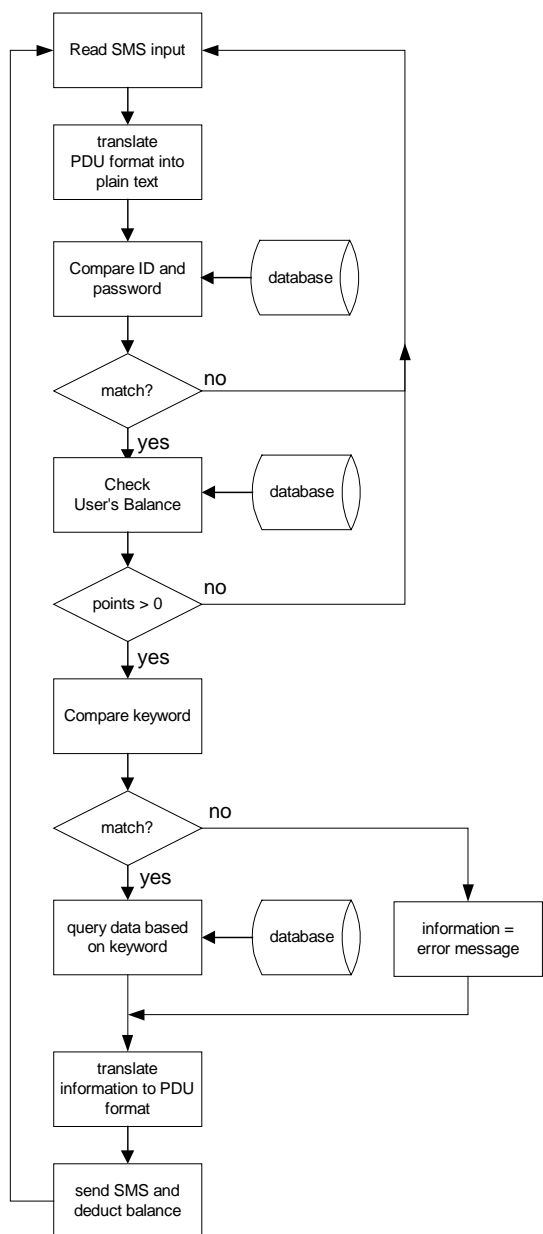 Read SMS input
translate
PDU format into
plain text
Compare ID and
password
database
match?
no
yes
Check
User's Balance
database
points > 0
no
yes
Compare keyword
match?
no
yes
query data based
on keyword
database
information =
error message
translate
information to PDU
format
send SMS and
deduct balance